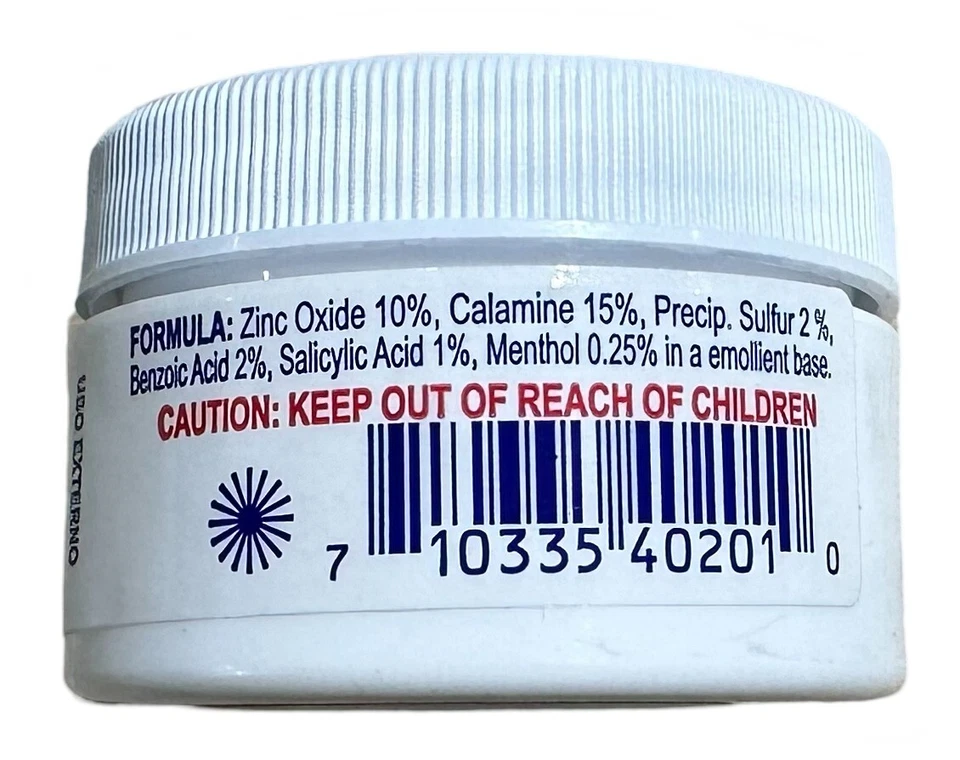 FORMULA: Zinc Oxide 10%, Calamine 15%, Precip. Sulfur 2 %,
Benzoic Acid 2%, Salicylic Acid 1%, Menthol 0.25% in a emollient base.
CAUTION: KEEP OUT OF REACH OF CHILDREN
7 10335 40201 0
EXTERNO